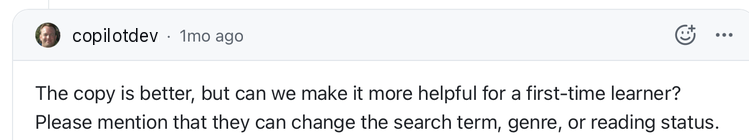 copilotdev · 1mo ago
The copy is better, but can we make it more helpful for a first-time learner?
Please mention that they can change the search term, genre, or reading status.